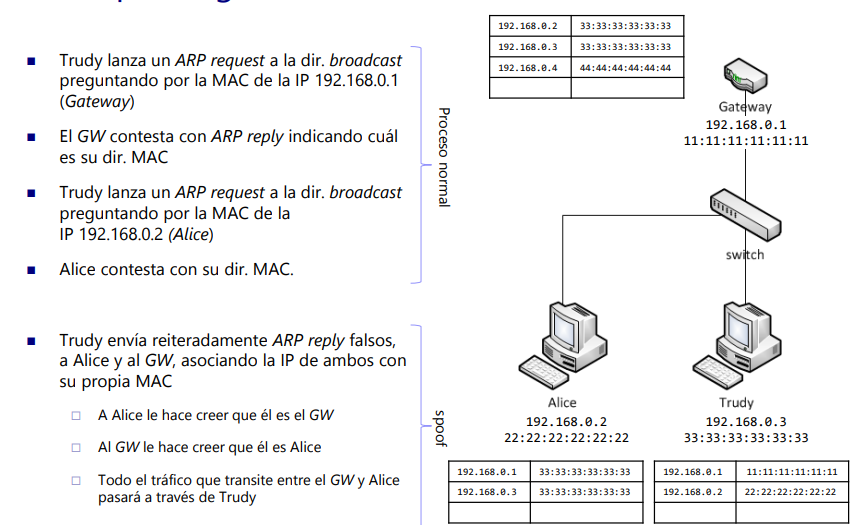 Trudy lanza un ARP request a la dir. broadcast
preguntando por la MAC de la IP 192.168.0.1
(Gateway)
El GW contesta con ARP reply indicando cuál
es su dir. MAC
Trudy lanza un ARP request a la dir. broadcast
preguntando por la MAC de la
IP 192.168.0.2 (Alice)
Alice contesta con su dir. MAC.
Proceso normal
Trudy envía reiteradamente ARP reply falsos,
a Alice y al GW, asociando la IP de ambos con
su propia MAC
A Alice le hace creer que él es el GW
Al GW le hace creer que él es Alice
Todo el tráfico que transite entre el GW y Alice
pasará a través de Trudy
spoof
192.168.0.2 33:33:33:33:33:33
192.168.0.3 33:33:33:33:33:33
192.168.0.4 44:44:44:44:44:44
Gateway
192.168.0.1
11:11:11:11:11:11
switch
Alice
192.168.0.2
22:22:22:22:22:22
Trudy
192.168.0.3
33:33:33:33:33:33
192.168.0.1 33:33:33:33:33:33
192.168.0.3 33:33:33:33:33:33
192.168.0.1 11:11:11:11:11:11
192.168.0.2 22:22:22:22:22:22